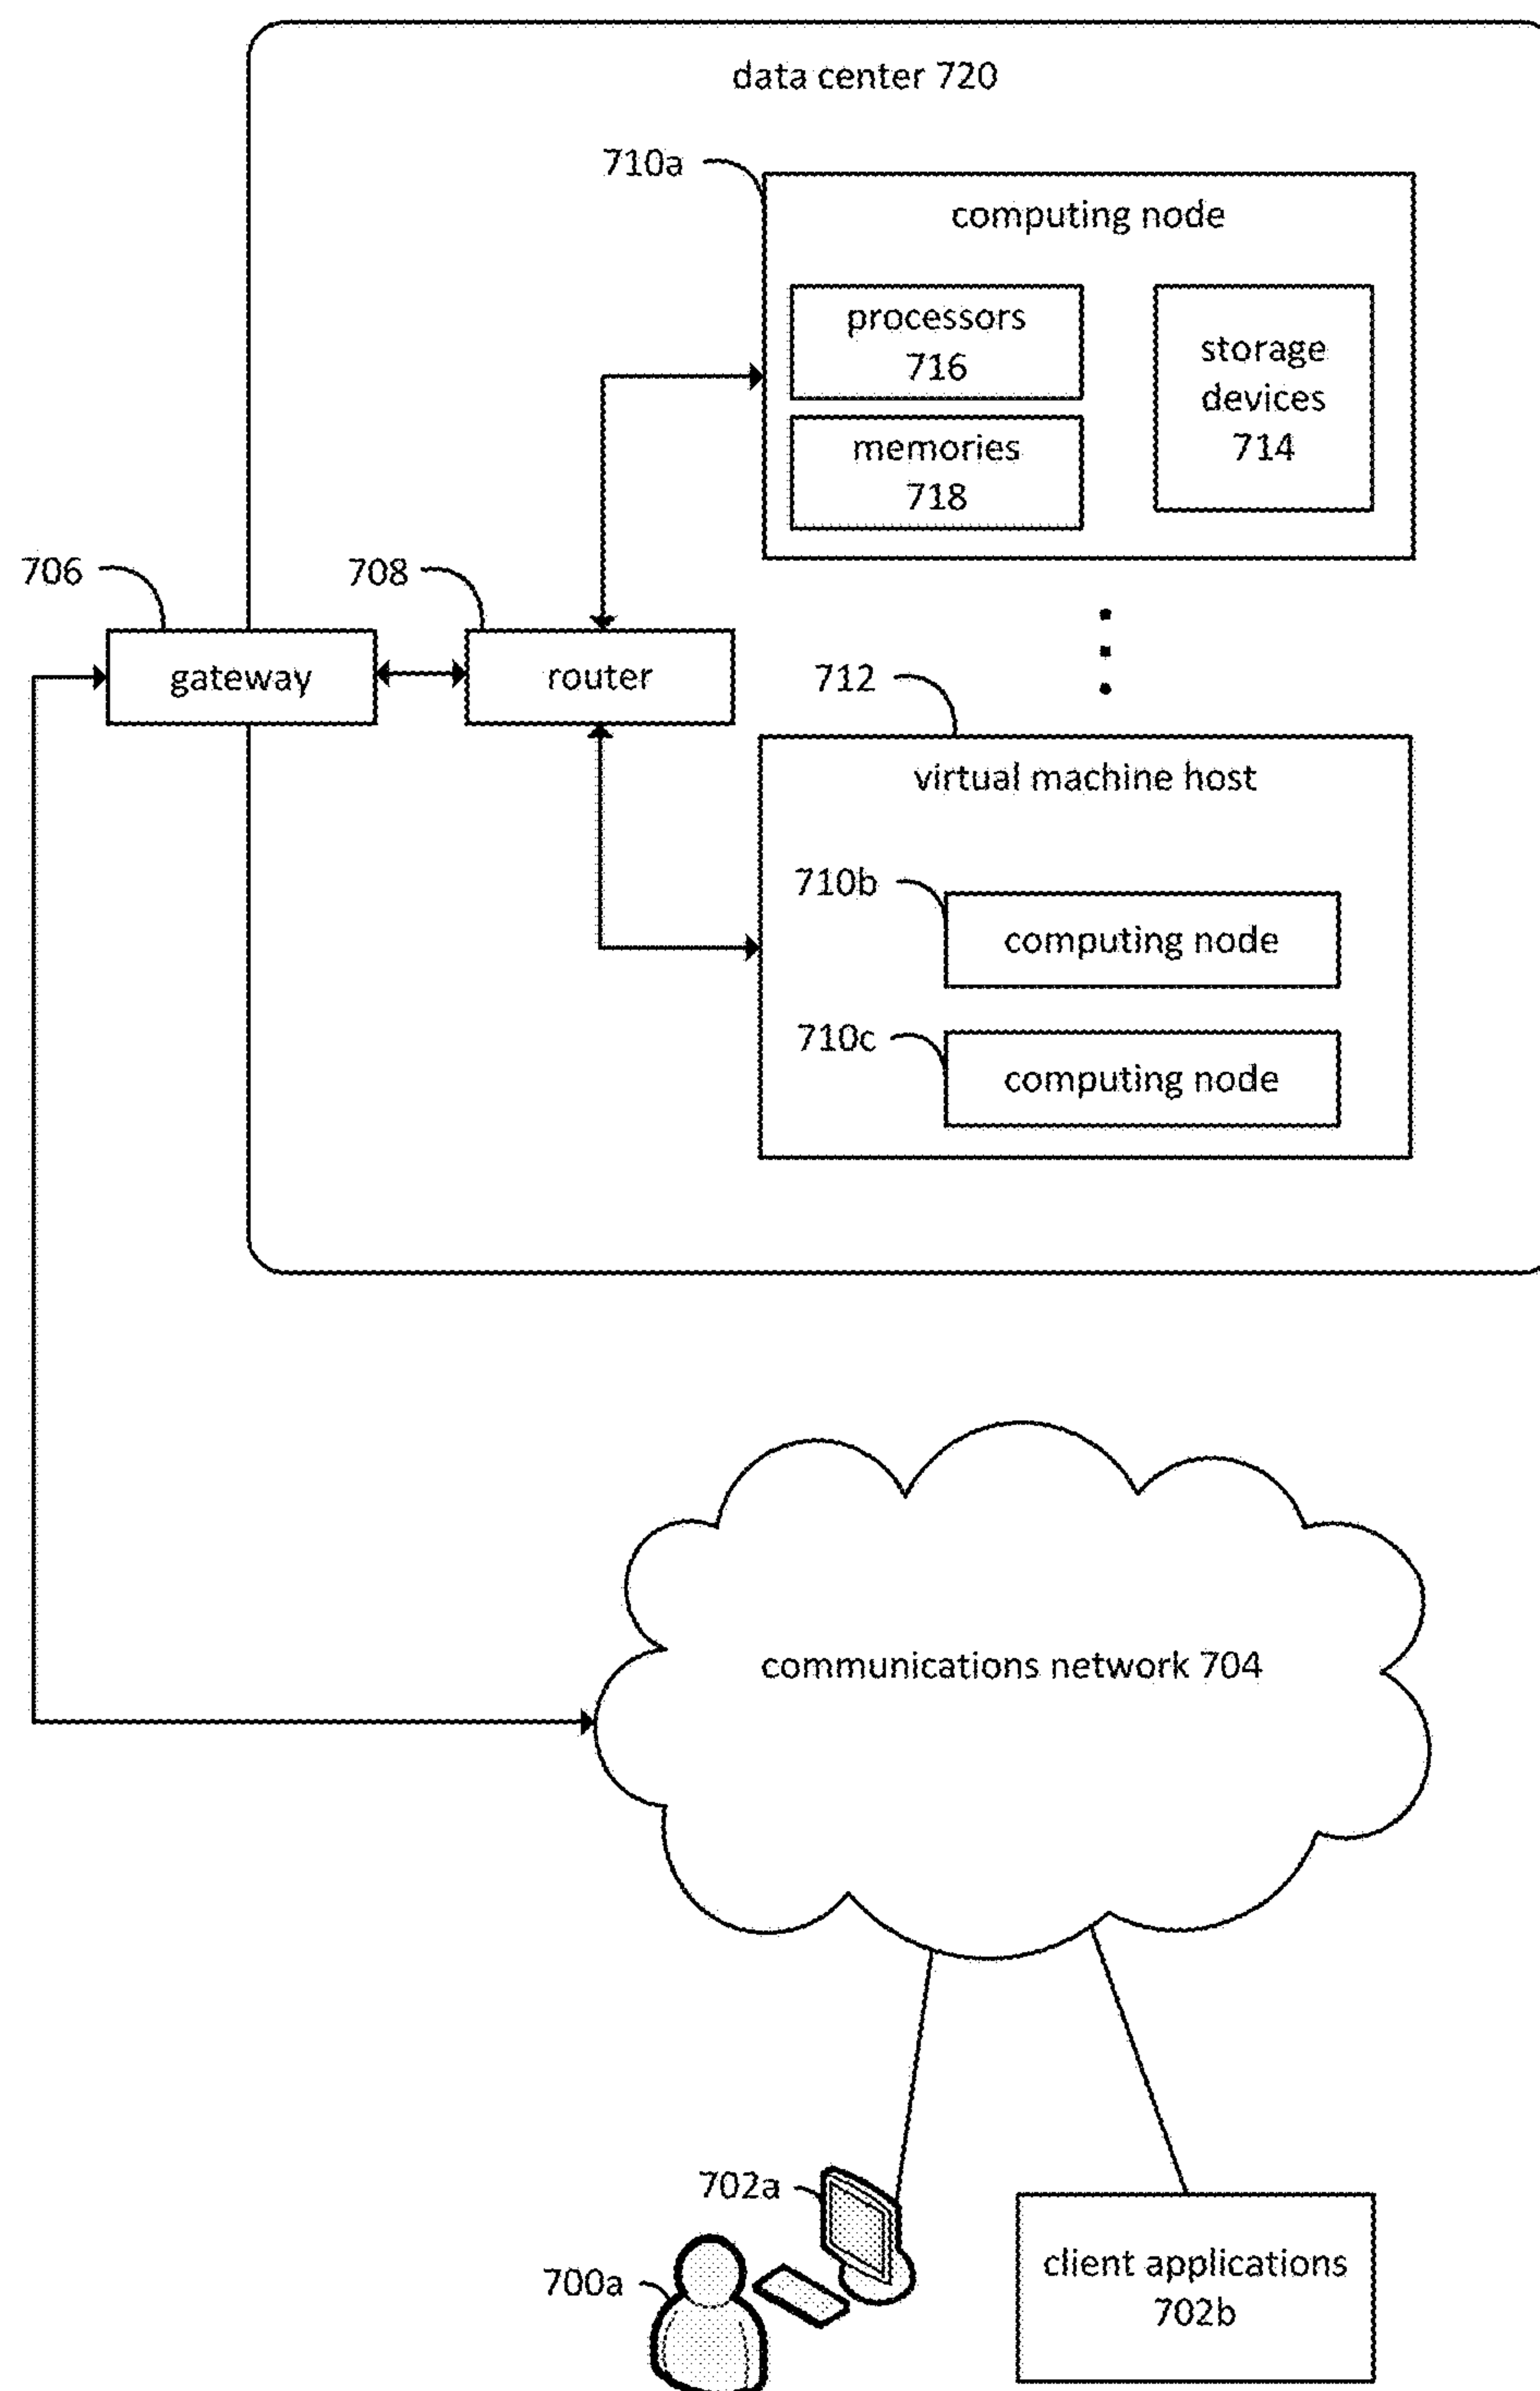 data center 720
710a
computing node
processors
716
storage
devices
714
memories
718
706
708
gateway
router
712
virtual machine host
710b
computing node
710c
computing node
communications network 704
702a
700a
client applications
702b